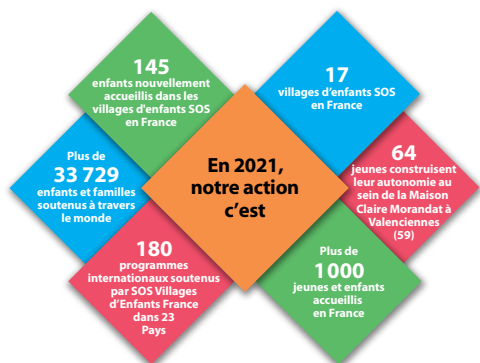 145
enfants nouvellement
accueillis dans les
villages d'enfants SOS
en France
17
villages d’enfants SOS
en France
Plus de
33 729
enfants et familles
soutenus à travers
le monde
En 2021,
notre action
c’est
64
jeunes construisent
leur autonomie au
sein de la Maison
Claire Morandat à
Valenciennes
(59)
180
programmes
internationaux soutenus
par SOS Villages
d’Enfants France
dans 23
Pays
Plus de
1 000
jeunes et enfants
accueillis
en France